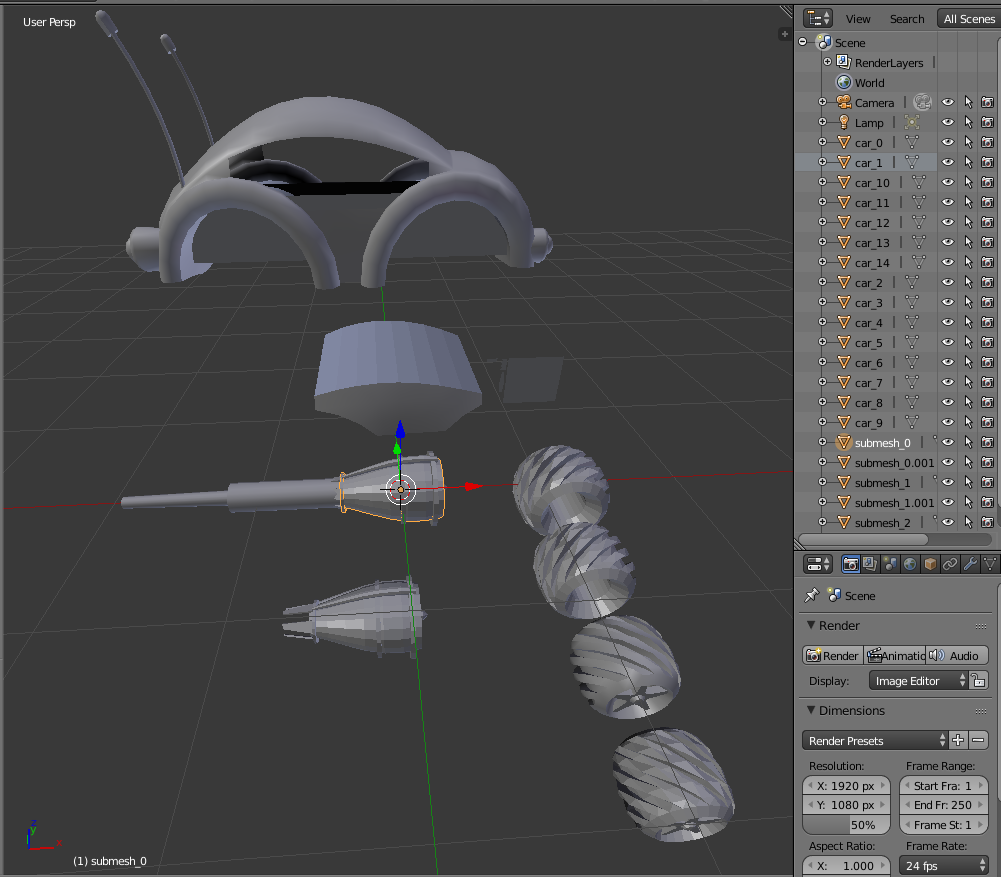 User Persp
View Search All Scenes
Scene
RenderLayers
World
Camera
Lamp
car_0
car_1
car_10
car_11
car_12
car_13
car_14
car_2
car_3
car_4
car_5
car_6
car_7
car_8
car_9
submesh_0
submesh_0.001
submesh_1
submesh_1.001
submesh_2
Scene
Render
Render Animatic Audio
Display: Image Editor
Dimensions
Render Presets
Resolution: Frame Range:
X: 1920 px Start Fra: 1
Y: 1080 px End Fr: 250
50% Frame St: 1
Aspect Ratio: Frame Rate:
X: 1.000 24 fps
z
y
x
(1) submesh_0